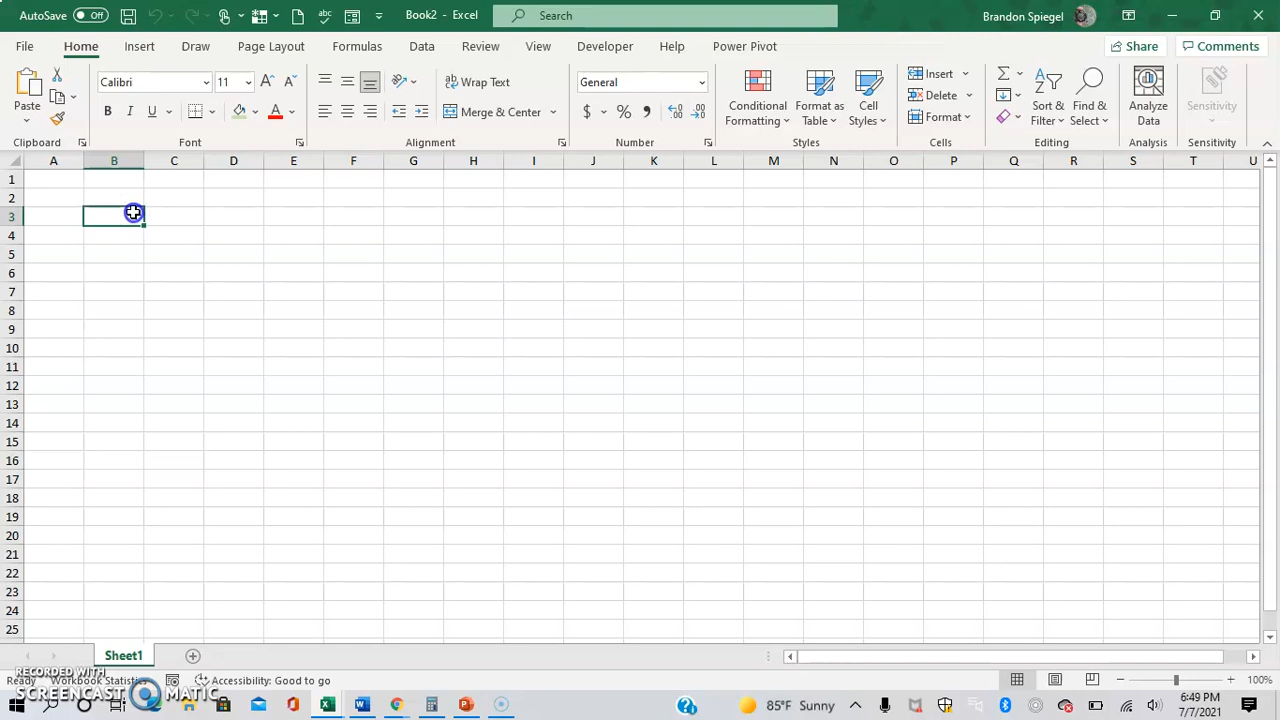 AutoSave Off Book2 - Excel Search Brandon Spiegel
File Home Insert Draw Page Layout Formulas Data Review View Developer Help Power Pivot Share Comments
Paste Calibri 11 Wrap Text General Conditional Formatting Format as Table Cell Styles Insert Sort & Filter Find & Select Analyze Data Sensitivity
B I U Merge & Center $ % Delete
Format
Clipboard Font Alignment Number Styles Cells Editing Analysis Sensitivity
A B C D E F G H I J K L M N O P Q R S T U
1
2
3
4
5
6
7
8
9
10
11
12
13
14
15
16
17
18
19
20
21
22
23
24
25
Sheet1
RECORDED WITH
Ready Workbook Statistics Accessibility: Good to go 100%
SCREENCAST MATIC
85°F Sunny 6:49 PM
7/7/2021